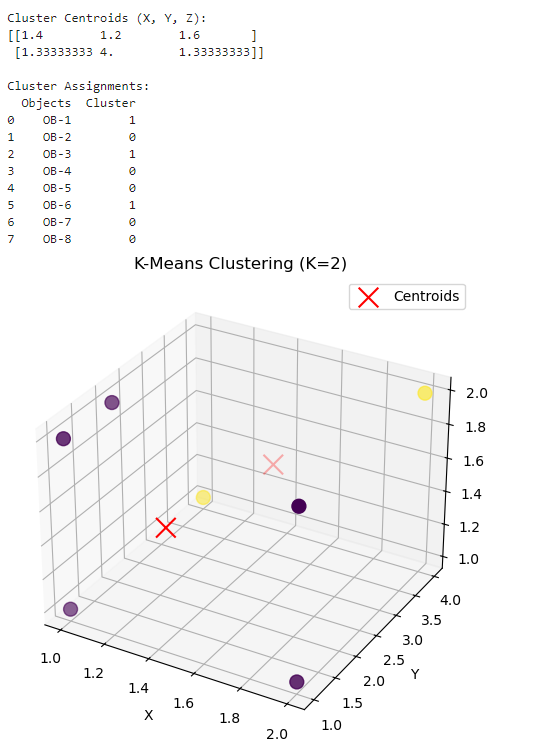 Cluster Centroids (X, Y, Z):
[[1.4        1.2        1.6       ]
 [1.33333333 4.         1.33333333]]
Cluster Assignments:
  Objects  Cluster
0    OB-1        1
1    OB-2        0
2    OB-3        1
3    OB-4        0
4    OB-5        0
5    OB-6        1
6    OB-7        0
7    OB-8        0
K-Means Clustering (K=2)
Centroids
2.0
1.8
1.6
1.4
1.2
1.0
4.0
3.5
3.0
2.5
2.0
1.5
1.0
Y
1.0
1.2
1.4
1.6
1.8
2.0
X